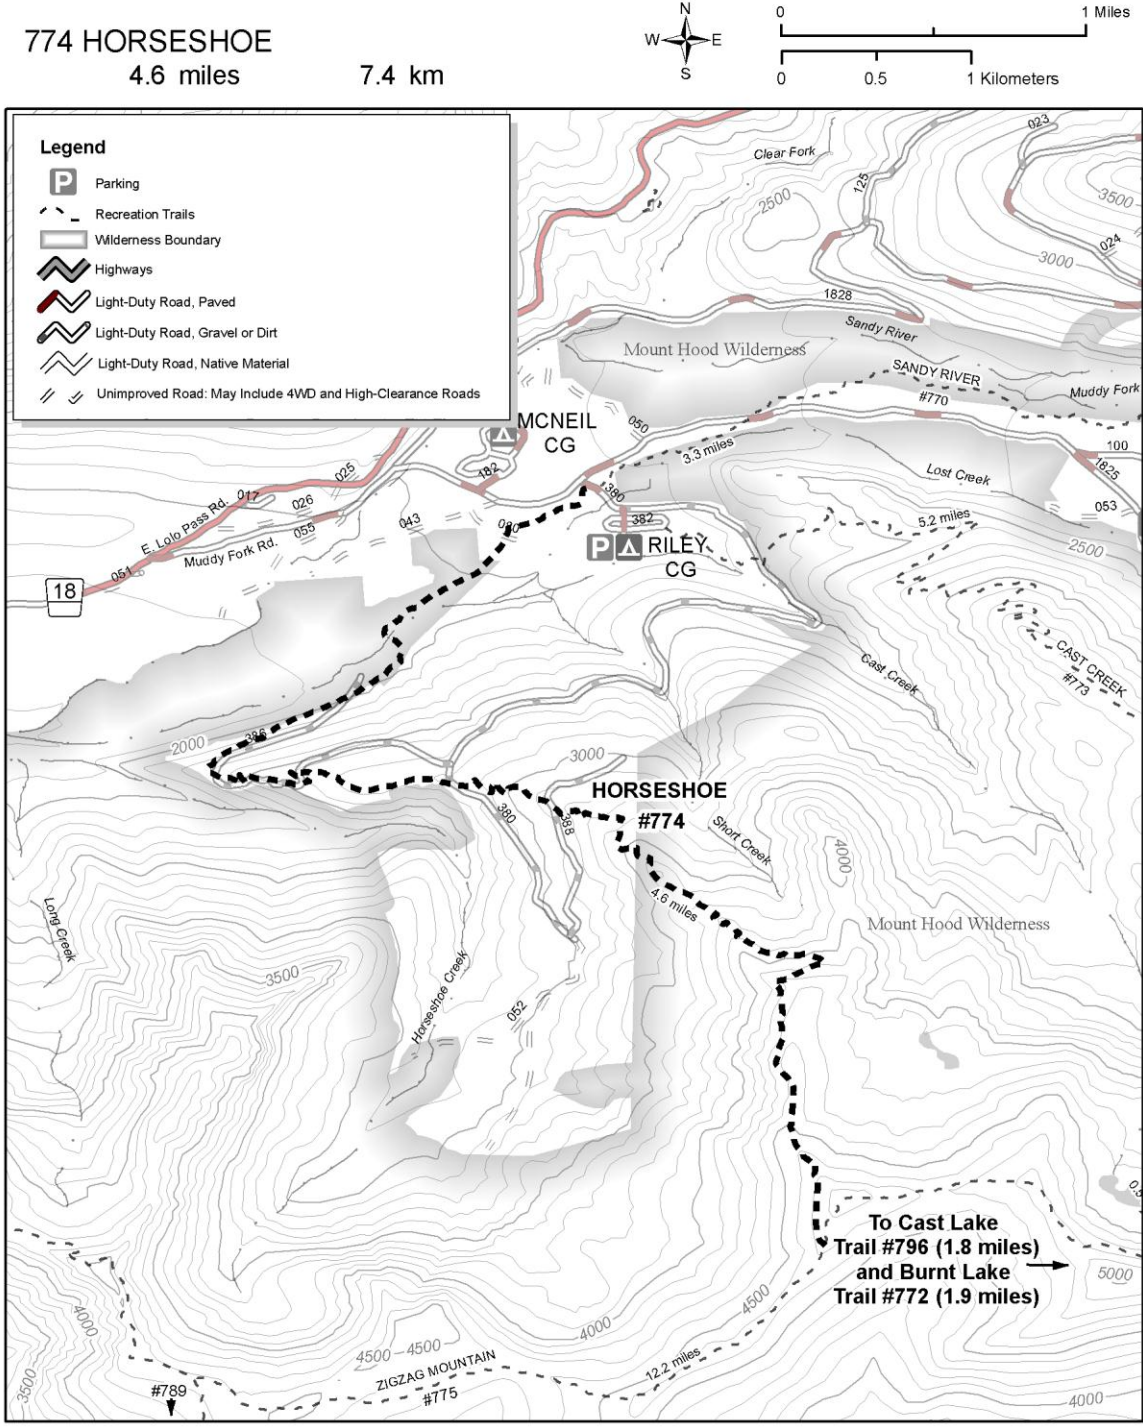 774 HORSESHOE
4.6 miles 7.4 km
N
W E
S
0 1 Miles
0 0.5 1 Kilometers
Legend
P Parking
Recreation Trails
Wilderness Boundary
Highways
Light-Duty Road, Paved
Light-Duty Road, Gravel or Dirt
Light-Duty Road, Native Material
Unimproved Road: May Include 4WD and High-Clearance Roads
Clear Fork
023
125
2500
3500
024
3000
1828
Sandy River
Mount Hood Wilderness
SANDY RIVER
#770
Muddy Fork
MCNEIL
CG
050
3.3 miles
100
1825
182
025
017
026
E. Lolo Pass Rd.
055
043
Muddy Fork Rd.
051
18
380
382
Lost Creek
053
5.2 miles
2500
P RILEY
CG
CAST CREEK
#773
Cast Creek
2000
386
3000
HORSESHOE
#774
380
388
Short Creek
4000
4.6 miles
Mount Hood Wilderness
Long Creek
3500
Horseshoe Creek
052
To Cast Lake
Trail #796 (1.8 miles)
and Burnt Lake
Trail #772 (1.9 miles)
5000
4500
4000
4000
4500
4500
ZIGZAG MOUNTAIN
#775
12.2 miles
3500
#789
4000